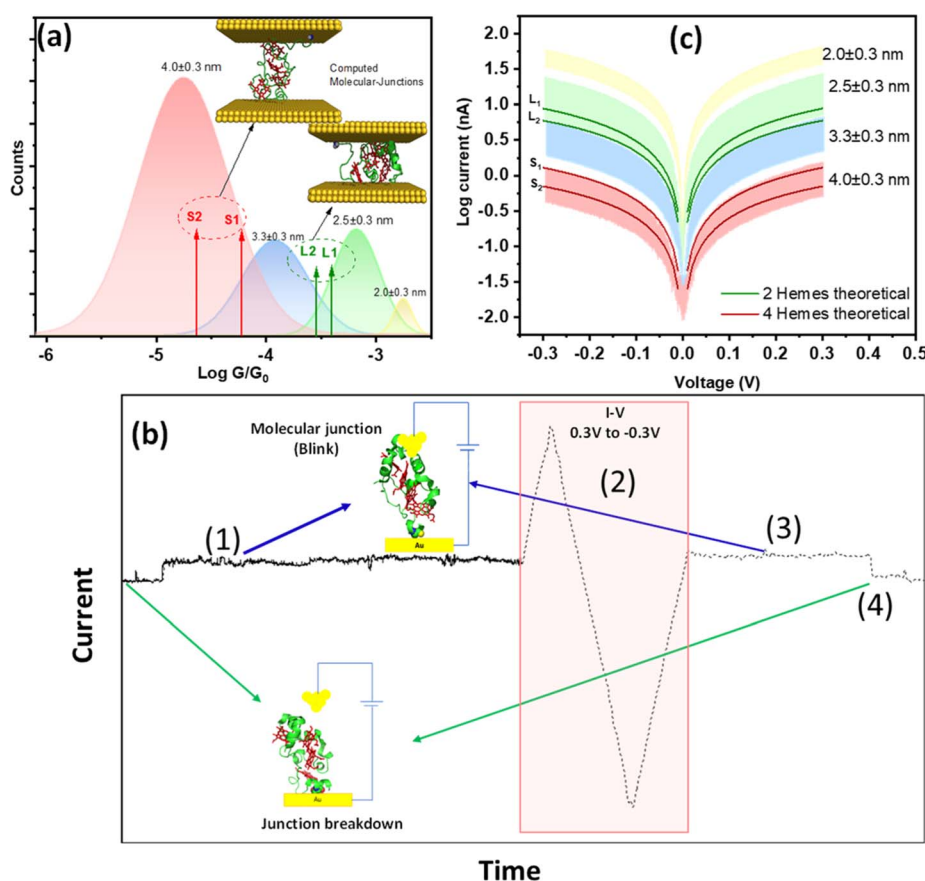 (a)
4.0±0.3 nm
Computed
Molecular-Junctions
S2
S1
3.3±0.3 nm
2.5±0.3 nm
L2 L1
2.0±0.3 nm
Counts
-6
-5
-4
-3
Log G/G₀
(c)
2.0
1.5
1.0
0.5
0.0
-0.5
-1.0
-1.5
-2.0
Log current (nA)
L₁
L₂
S₁
S₂
2.0±0.3 nm
2.5±0.3 nm
3.3±0.3 nm
4.0±0.3 nm
2 Hemes theoretical
4 Hemes theoretical
-0.3 -0.2 -0.1 0.0 0.1 0.2 0.3 0.4 0.5
Voltage (V)
(b)
Molecular junction
(Blink)
Au
I-V
0.3V to -0.3V
(1)
(2)
(3)
(4)
Au
Junction breakdown
Current
Time